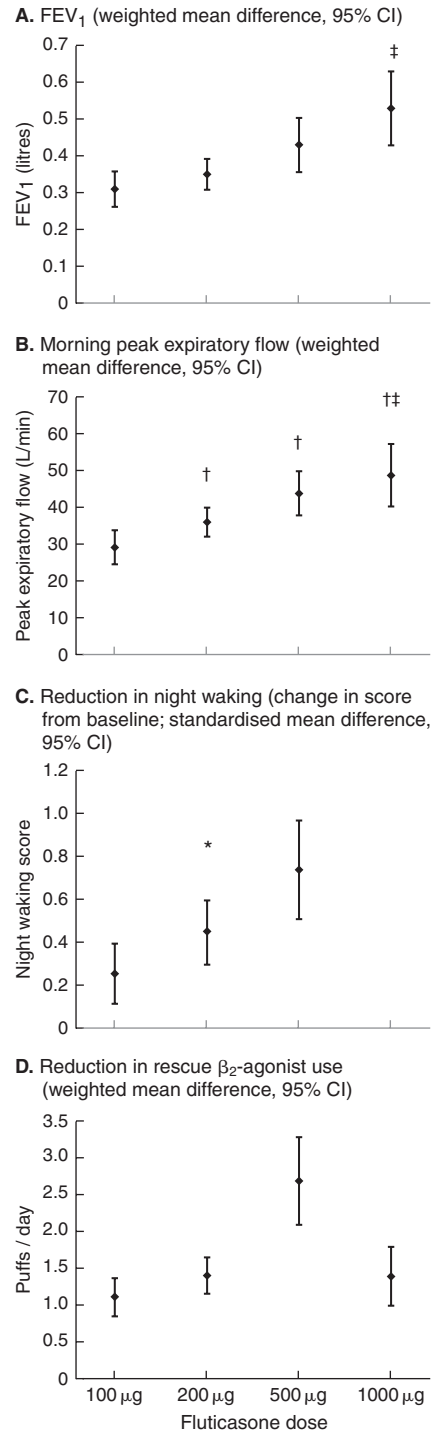 A. FEV₁ (weighted mean difference, 95% CI)
‡
0.7
0.6
0.5
0.4
0.3
0.2
0.1
0
FEV₁ (litres)
B. Morning peak expiratory flow (weighted
mean difference, 95% CI)
†‡
†
†
70
60
50
40
30
20
10
0
Peak expiratory flow (L/min)
C. Reduction in night waking (change in score
from baseline; standardised mean difference,
95% CI)
*
1.2
1.0
0.8
0.6
0.4
0.2
0
Night waking score
D. Reduction in rescue β₂-agonist use
(weighted mean difference, 95% CI)
3.5
3.0
2.5
2.0
1.5
1.0
0.5
0
Puffs / day
100 μg 200 μg 500 μg 1000 μg
Fluticasone dose